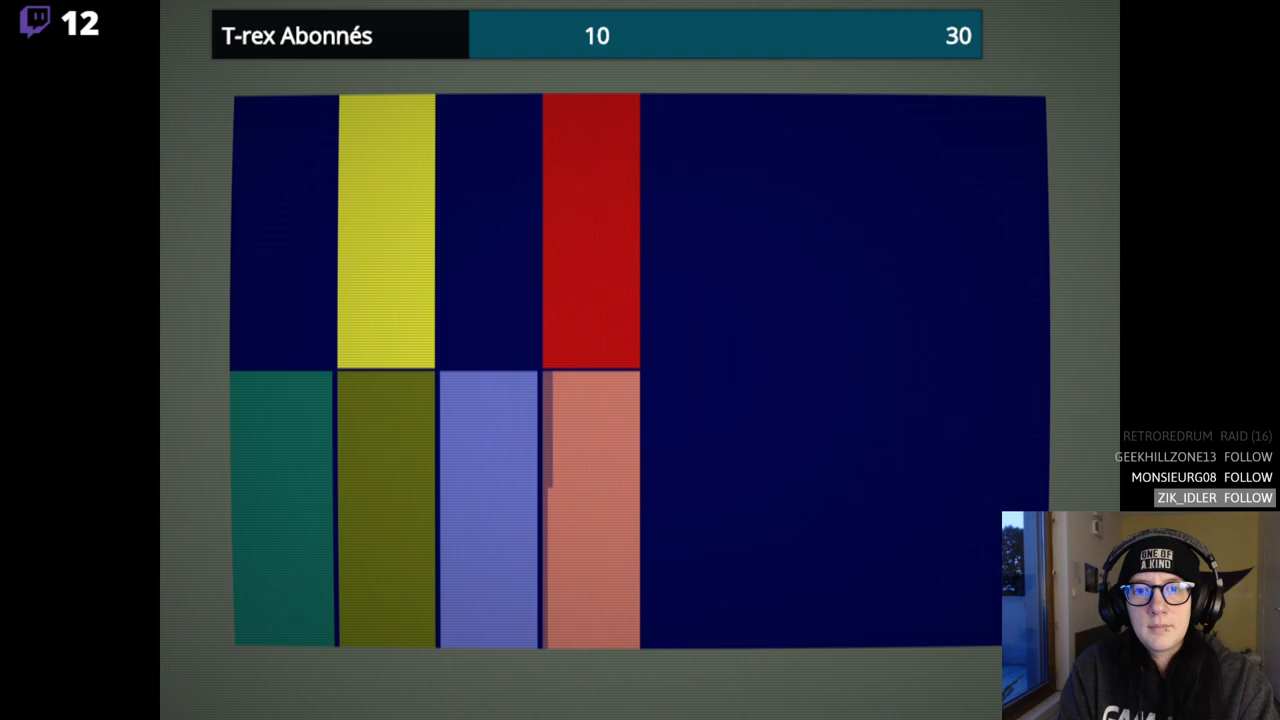 12
T-rex Abonnés 10 30
RETROREDRUM RAID (16)
GEEKHILLZONE13 FOLLOW
MONSIEURG08 FOLLOW
ZIK_IDLER FOLLOW
ONE OF
A KIND